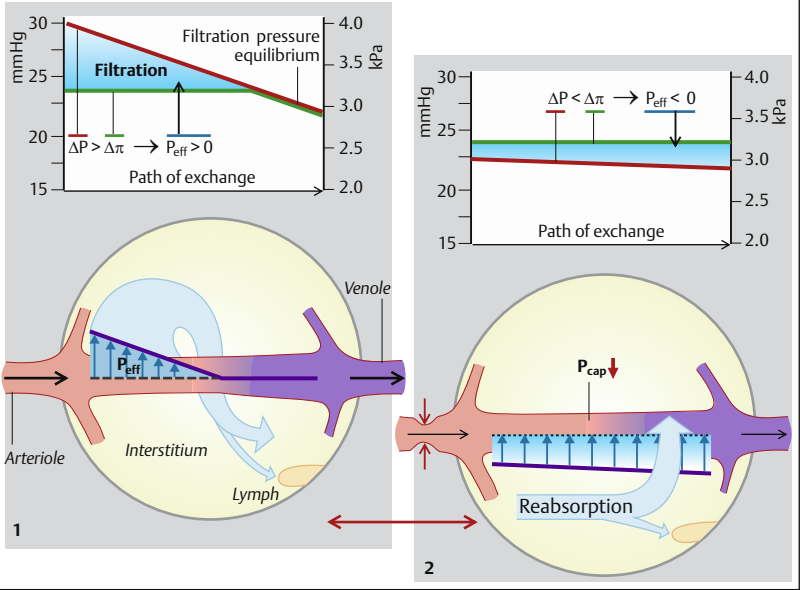 mmHg
30
25
20
15
4.0
3.5
3.0
2.5
2.0
kPa
Filtration pressure
equilibrium
Filtration
ΔP > Δπ → Peff > 0
Path of exchange
Venole
Peff
Arteriole
Interstitium
Lymph
1
mmHg
30
25
20
15
4.0
3.5
3.0
2.5
2.0
kPa
ΔP < Δπ → Peff < 0
Path of exchange
Pcap
Reabsorption
2